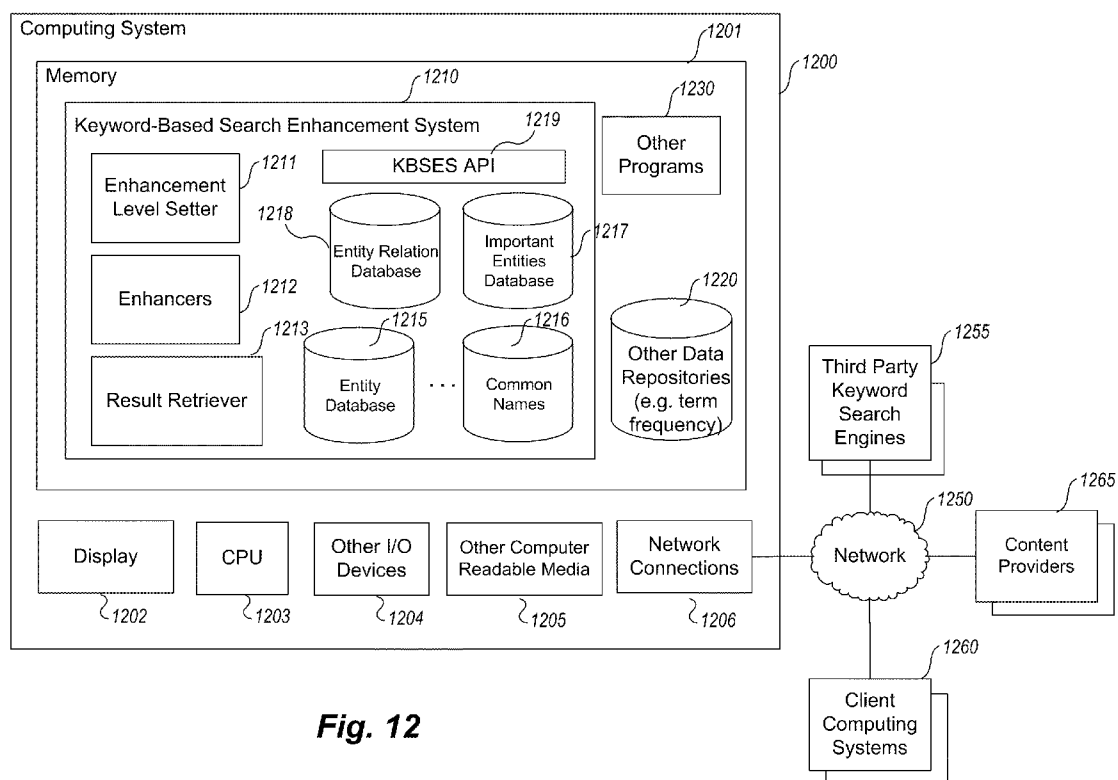 Computing System
1201
1200
Memory
1210
1230
Keyword-Based Search Enhancement System
1219
Other
Programs
1211
KBSES API
Enhancement
Level Setter
1218
Entity Relation
Database
Important
Entities
Database
1217
Enhancers
1212
1220
1213
1215
1216
1255
Result Retriever
Entity
Database
...
Common
Names
Other Data
Repositories
(e.g. term
frequency)
Third Party
Keyword
Search
Engines
1250
1265
Display
CPU
Other I/O
Devices
Other Computer
Readable Media
Network
Connections
Network
Content
Providers
1202
1203
1204
1205
1206
1260
Client
Computing
Systems
Fig. 12